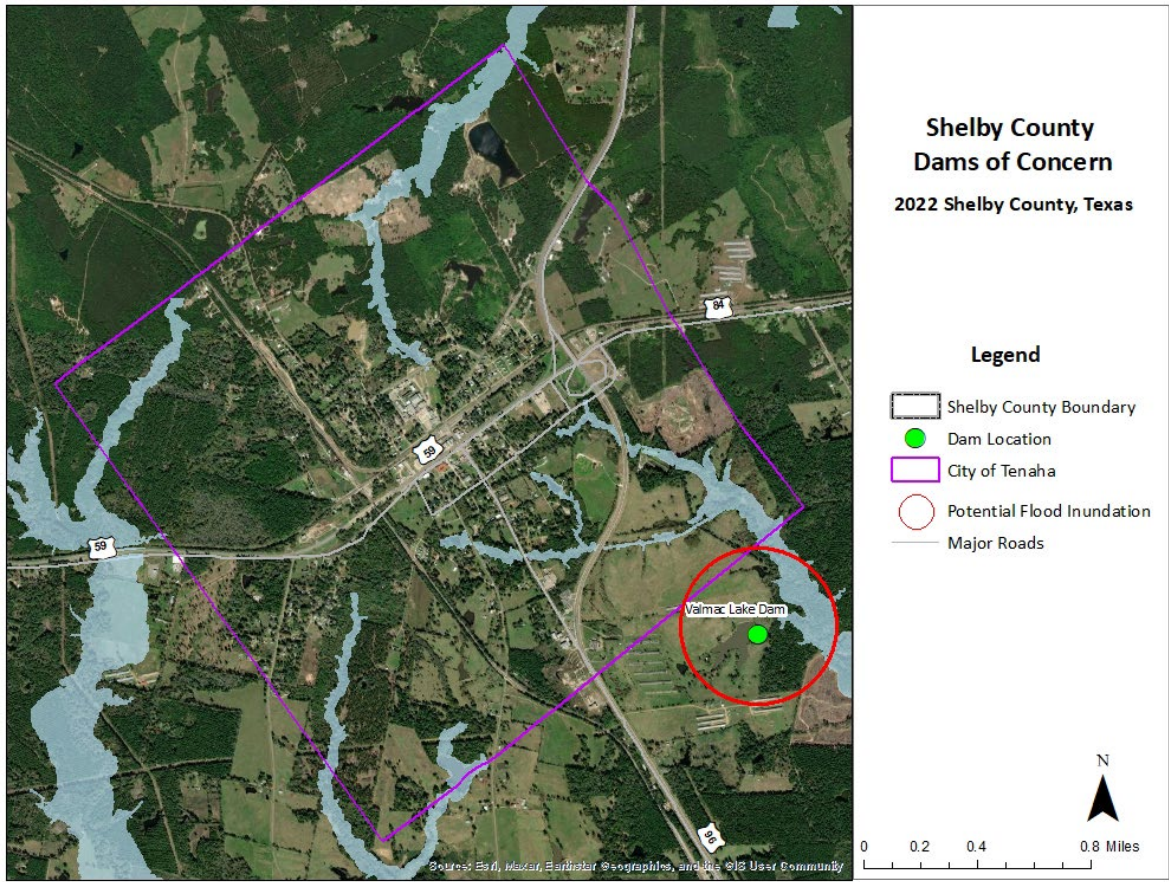 Shelby County
Dams of Concern
2022 Shelby County, Texas
84
59
59
Valmac Lake Dam
96
Source: Esri, Maxar, Earthstar Geographics, and the GIS User Community
Legend
Shelby County Boundary
Dam Location
City of Tenaha
Potential Flood Inundation
Major Roads
N
0 0.2 0.4 0.8 Miles